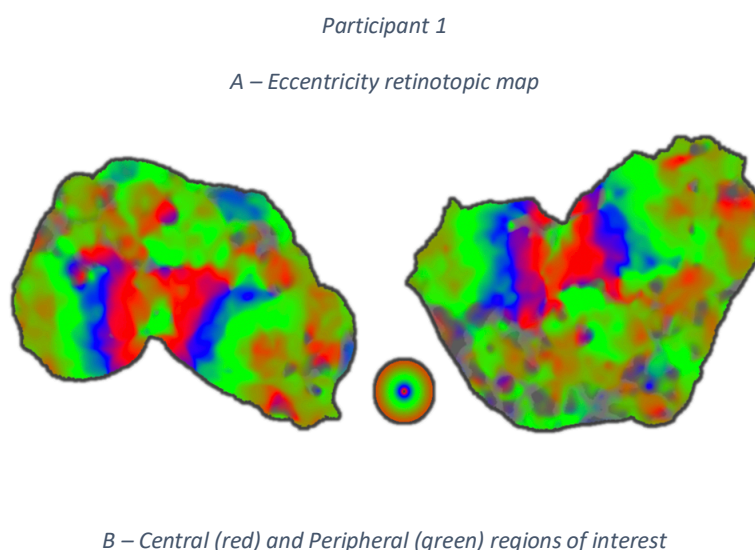 Participant 1
A – Eccentricity retinotopic map
B – Central (red) and Peripheral (green) regions of interest